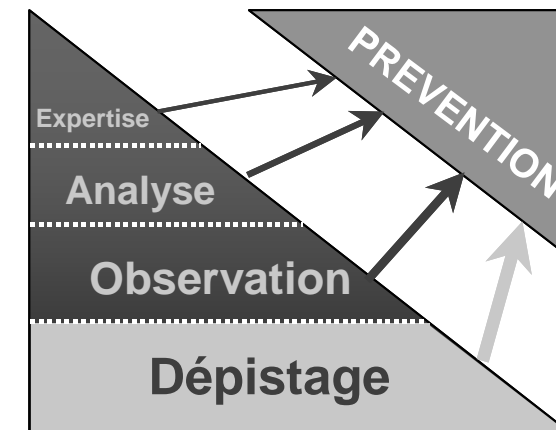 PREVENTION
Expertise
Analyse
Observation
Dépistage